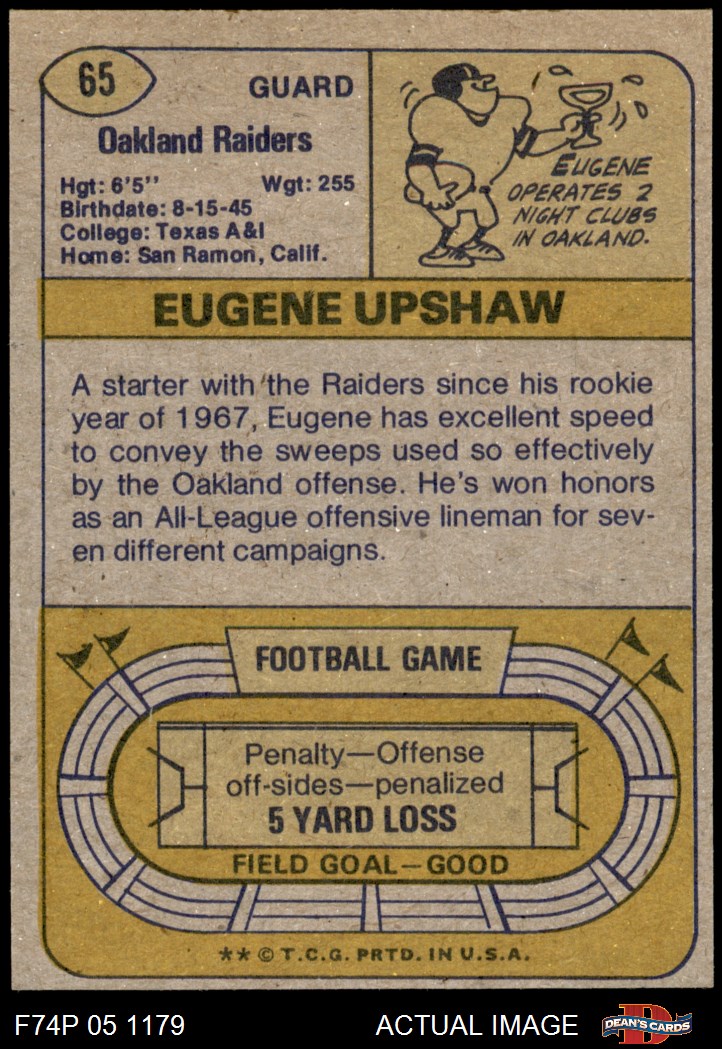 65
GUARD
Oakland Raiders
Hgt: 6'5'' Wgt: 255
Birthdate: 8-15-45
College: Texas A&I
Home: San Ramon, Calif.
EUGENE
OPERATES 2
NIGHT CLUBS
IN OAKLAND.
EUGENE UPSHAW
A starter with the Raiders since his rookie
year of 1967, Eugene has excellent speed
to convey the sweeps used so effectively
by the Oakland offense. He's won honors
as an All-League offensive lineman for sev-
en different campaigns.
FOOTBALL GAME
Penalty—Offense
off-sides—penalized
5 YARD LOSS
FIELD GOAL—GOOD
** © T.C.G. PRTD. IN U.S.A.
F74P 05 1179 ACTUAL IMAGE
D
DEAN'S CARDS